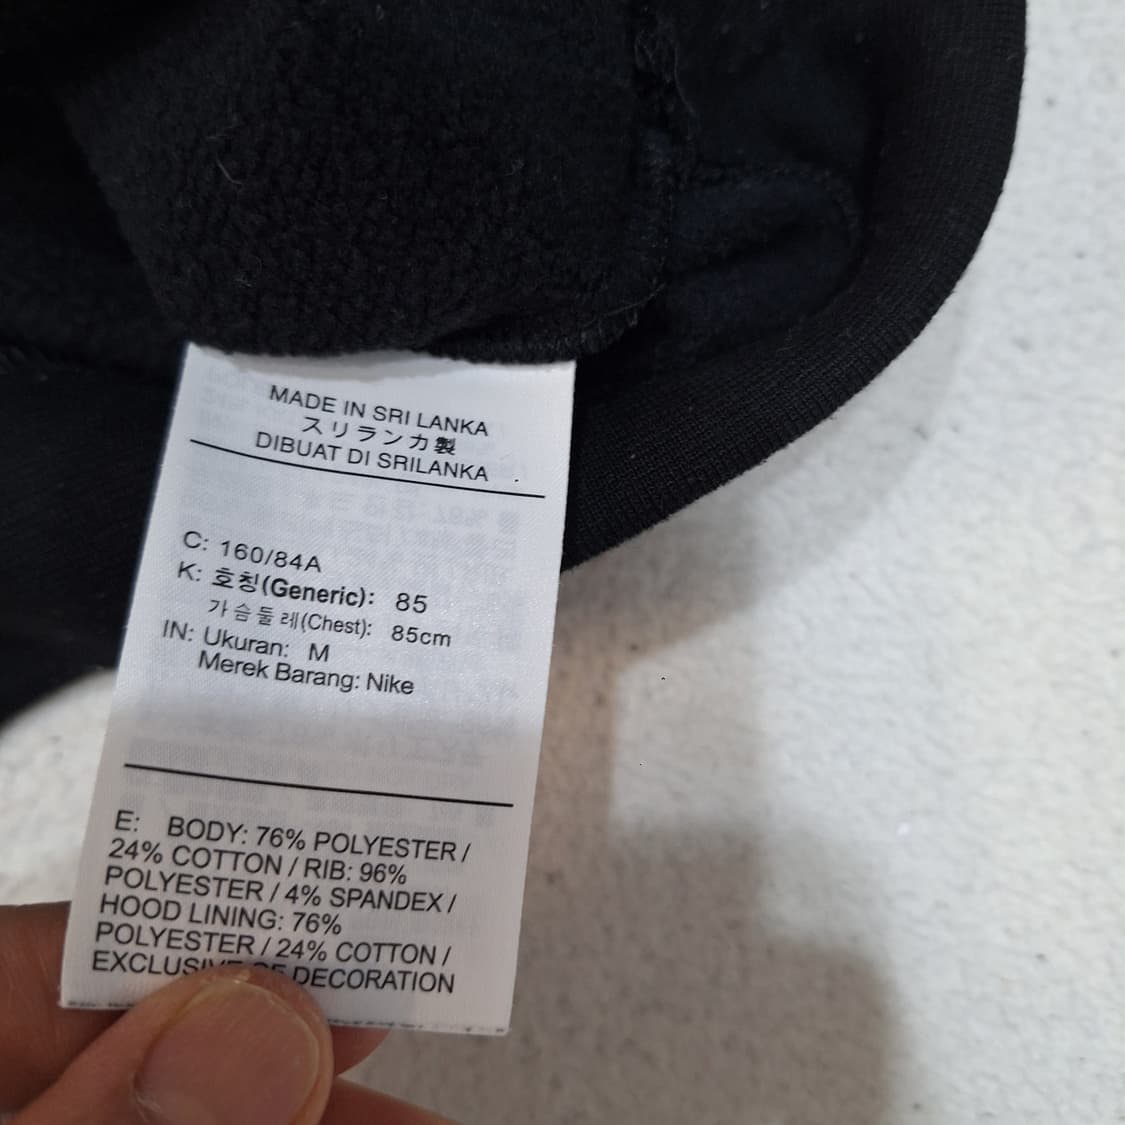 MADE IN SRI LANKA
スリランカ製
DIBUAT DI SRILANKA
C: 160/84A
K: 호칭(Generic): 85
가슴둘레(Chest): 85cm
IN: Ukuran: M
Merek Barang: Nike
E: BODY: 76% POLYESTER /
24% COTTON / RIB: 96%
POLYESTER / 4% SPANDEX /
HOOD LINING: 76%
POLYESTER / 24% COTTON /
EXCLUSIVE OF DECORATION